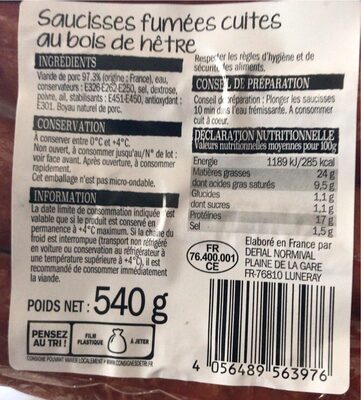 Saucisses fumées cuites
au bois de hêtre
INGRÉDIENTS
Viande de porc 97.3% (origine : France), eau,
conservateurs : E326-E262-E250, sel, dextrose,
poivre, ail, stabilisants : E451-E450, antioxydant :
E301. Boyau naturel de porc.
CONSERVATION
A conserver entre 0°C et +4°C.
Non ouvert, à consommer jusqu'au/N° de lot :
voir face avant. Après ouverture, à consommer
rapidement.
Cet emballage n'est pas micro-ondable.
INFORMATION
La date limite de consommation indiquée est
valable que si le produit est conservé en
permanence à +4°C maximum. Si la chaîne du
froid est interrompue (transport non réfrigéré
en voiture ou conservation au réfrigérateur à
une température supérieure à +4°C), il est
recommandé de consommer immédiatement
la viande.
POIDS NET : 540 g
PENSEZ
AU TRI !
FILM
PLASTIQUE
À JETER
CONSIGNE POUVANT VARIER LOCALEMENT > WWW.CONSIGNESDETRI.FR
Respecter les règles d'hygiène et de
sécurité des aliments.
CONSEIL DE PRÉPARATION
Conseil de préparation : Plonger les saucisses
10 min dans l'eau frémissante. À consommer
cuit à coeur.
DÉCLARATION NUTRITIONNELLE
Valeurs nutritionnelles moyennes pour 100g
Energie 1189 kJ/285 kcal
Matières grasses 24 g
dont acides gras saturés 9,5 g
Glucides 1,1 g
dont sucres 1,1 g
Protéines 17 g
Sel 1,5 g
FR
76.400.001
CE
Elaboré en France par
DEFIAL NORMIVAL
PLAINE DE LA GARE
FR-76810 LUNERAY
4 056489 563976